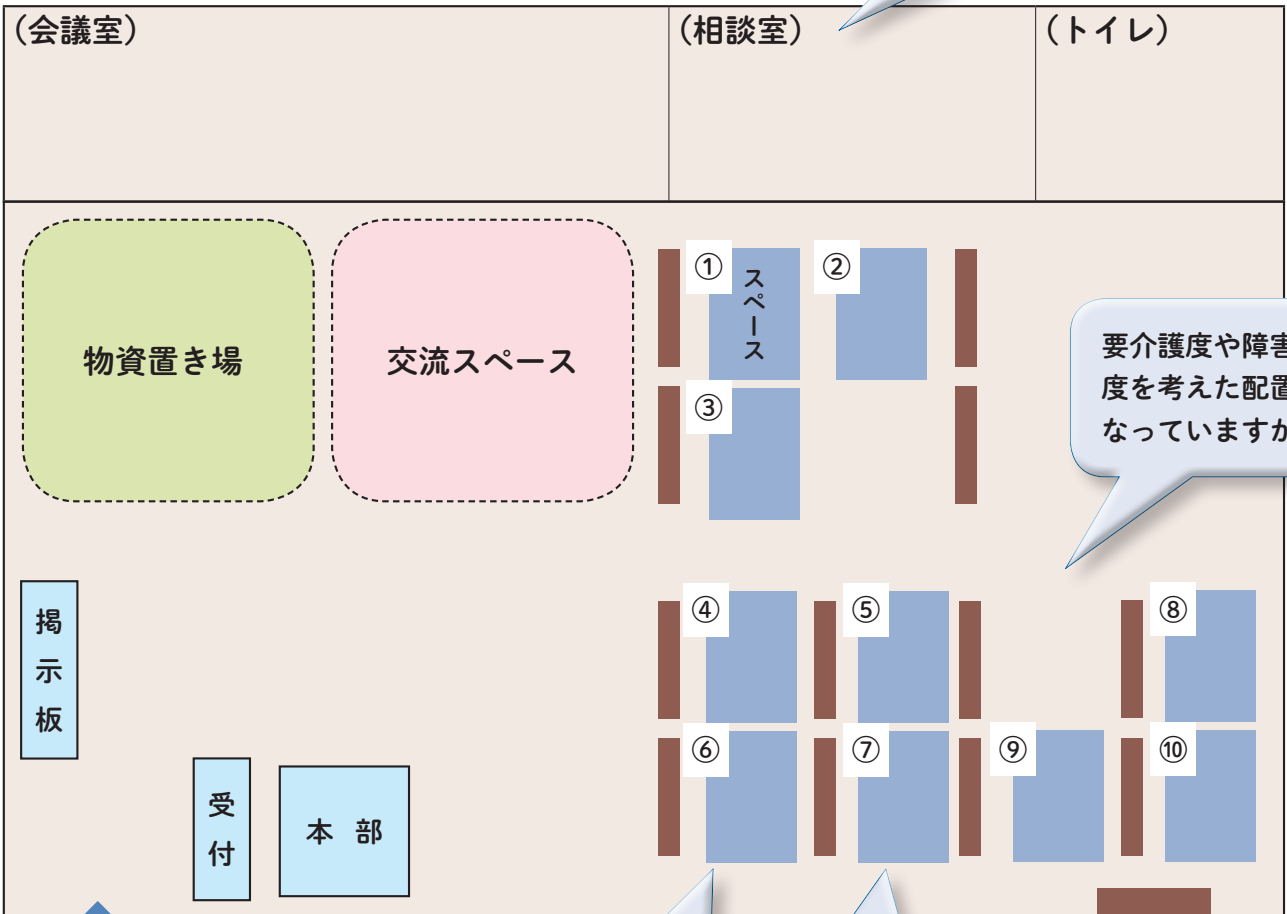 （会議室）
（相談室）
（トイレ）
物資置き場
交流スペース
①
スペース
②
③
要介護度や障害
度を考えた配置
なっていますか
掲示板
受付
本部
④
⑤
⑧
⑥
⑦
⑨
⑩